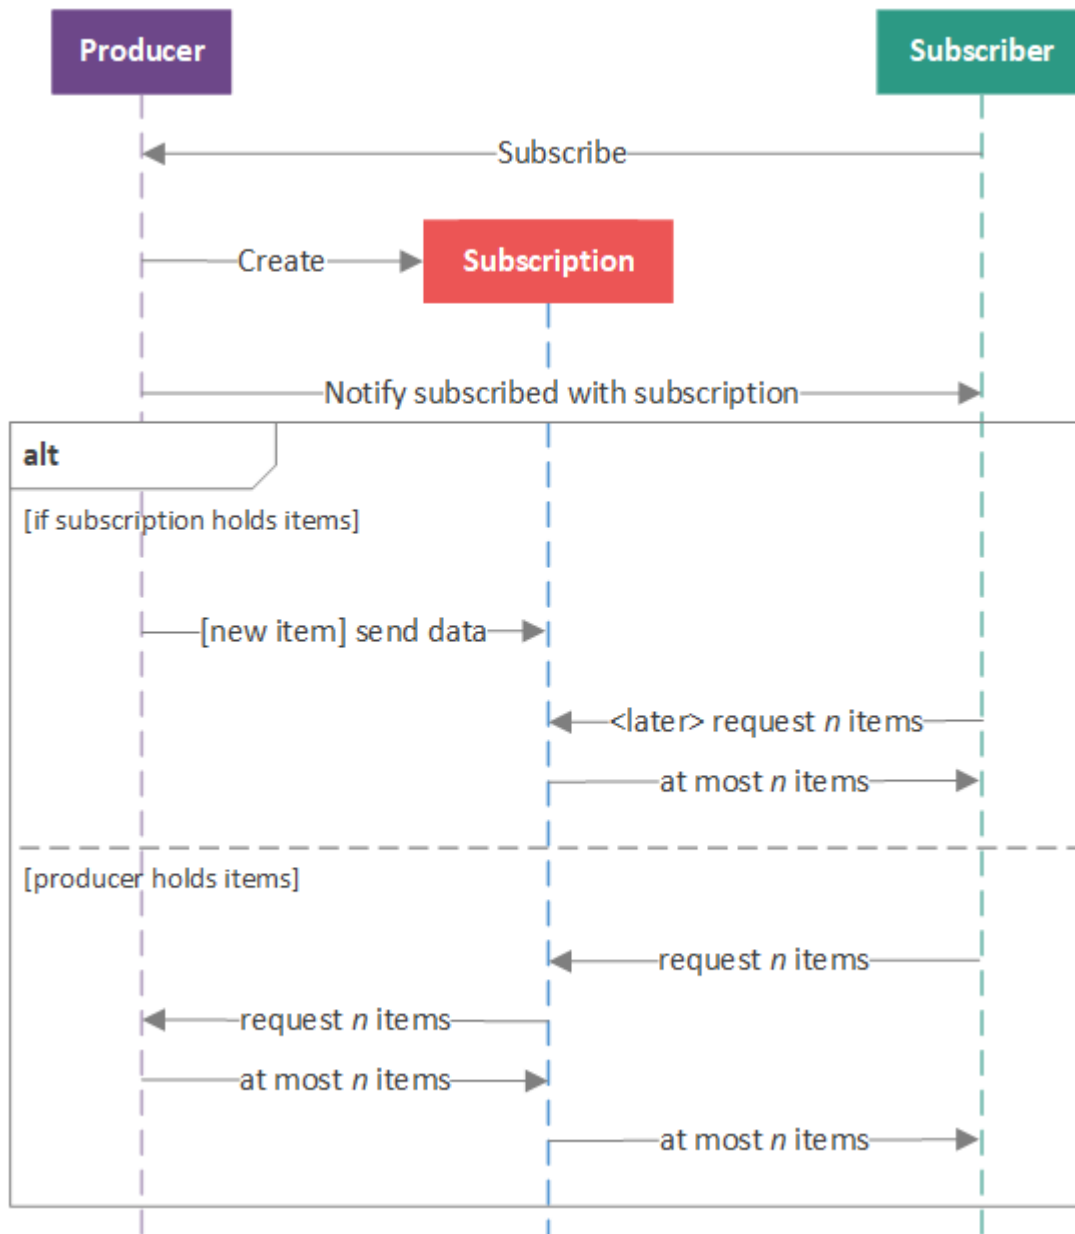 Producer
Subscriber
Subscribe
Create
Subscription
Notify subscribed with subscription
alt
[if subscription holds items]
[new item] send data
<later> request n items
at most n items
[producer holds items]
request n items
request n items
at most n items
at most n items